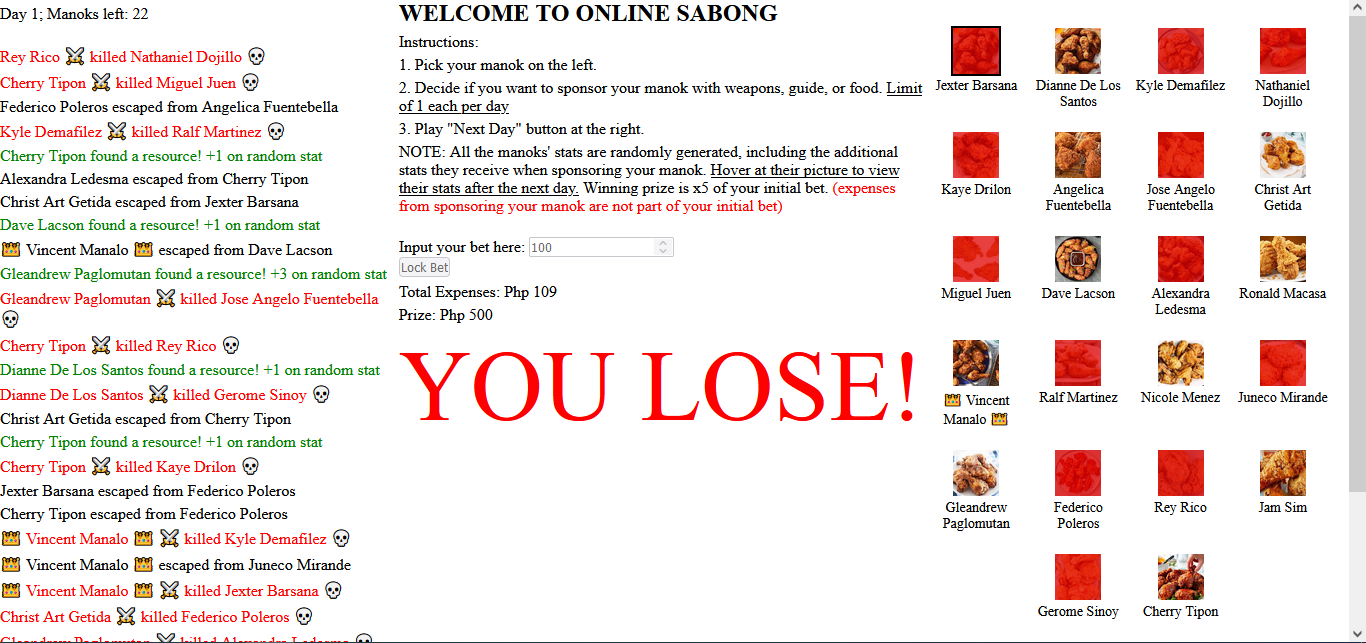 Day 1; Manoks left: 22
Rey Rico ⚔️ killed Nathaniel Dojillo 💀
Cherry Tipon ⚔️ killed Miguel Juen 💀
Federico Poleros escaped from Angelica Fuentebella
Kyle Demafilez ⚔️ killed Ralf Martinez 💀
Cherry Tipon found a resource! +1 on random stat
Alexandra Ledesma escaped from Cherry Tipon
Christ Art Getida escaped from Jexter Barsana
Dave Lacson found a resource! +1 on random stat
👑 Vincent Manalo 👑 escaped from Dave Lacson
Gleandrew Paglomutan found a resource! +3 on random stat
Gleandrew Paglomutan ⚔️ killed Jose Angelo Fuentebella
💀
Cherry Tipon ⚔️ killed Rey Rico 💀
Dianne De Los Santos found a resource! +1 on random stat
Dianne De Los Santos ⚔️ killed Gerome Sinoy 💀
Christ Art Getida escaped from Cherry Tipon
Cherry Tipon found a resource! +1 on random stat
Cherry Tipon ⚔️ killed Kaye Drilon 💀
Jexter Barsana escaped from Federico Poleros
Cherry Tipon escaped from Federico Poleros
👑 Vincent Manalo 👑 ⚔️ killed Kyle Demafilez 💀
👑 Vincent Manalo 👑 escaped from Juneco Mirande
👑 Vincent Manalo 👑 ⚔️ killed Jexter Barsana 💀
Christ Art Getida ⚔️ killed Federico Poleros 💀
Gleandrew Paglomutan ⚔️ killed Alexandra Ledesma 💀
WELCOME TO ONLINE SABONG
Instructions:
1. Pick your manok on the left.
2. Decide if you want to sponsor your manok with weapons, guide, or food. Limit
of 1 each per day
3. Play "Next Day" button at the right.
NOTE: All the manoks' stats are randomly generated, including the additional
stats they receive when sponsoring your manok. Hover at their picture to view
their stats after the next day. Winning prize is x5 of your initial bet. (expenses
from sponsoring your manok are not part of your initial bet)
Input your bet here: 100
Lock Bet
Total Expenses: Php 109
Prize: Php 500
YOU LOSE!
Jexter Barsana
Dianne De Los
Santos
Kyle Demafilez
Nathaniel
Dojillo
Kaye Drilon
Angelica
Fuentebella
Jose Angelo
Fuentebella
Christ Art
Getida
Miguel Juen
Dave Lacson
Alexandra
Ledesma
Ronald Macasa
👑 Vincent
Manalo 👑
Ralf Martinez
Nicole Menez
Juneco Mirande
Gleandrew
Paglomutan
Federico
Poleros
Rey Rico
Jam Sim
Gerome Sinoy
Cherry Tipon